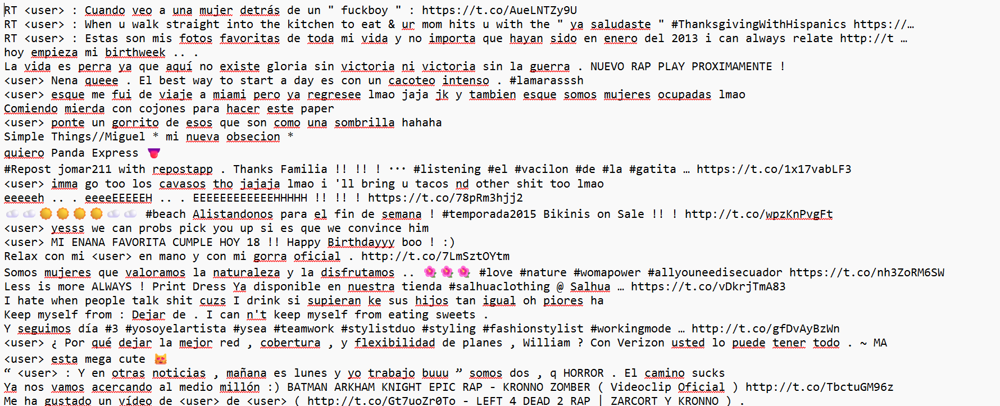 RT <user> : Cuando veo a una mujer detrás de un " fuckboy " : https://t.co/AueLNTZy9U
RT <user> : When u walk straight into the kitchen to eat & ur mom hits u with the " ya saludaste " #ThanksgivingWithHispanics https://…
RT <user> : Estas son mis fotos favoritas de toda mi vida y no importa que hayan sido en enero del 2013 i can always relate http://t …
hoy empieza mi birthweek .. .
La vida es perra ya que aquí no existe gloria sin victoria ni victoria sin la guerra . NUEVO RAP PLAY PROXIMAMENTE !
<user> Nena queee . El best way to start a day es con un cacoteo intenso . #lamarasssh
<user> esque me fui de viaje a miami pero ya regresee lmao jaja jk y tambien esque somos mujeres ocupadas lmao
Comiendo mierda con cojones para hacer este paper
<user> ponte un gorrito de esos que son como una sombrilla hahaha
Simple Things//Miguel * mi nueva obsecion *
quiero Panda Express 👅
#Repost jomar211 with repostapp . Thanks Familia !! !! ! ··· #listening #el #vacilon #de #la #gatita … https://t.co/1x17vabLF3
<user> imma go too los cavasos tho jajaja lmao i 'll bring u tacos nd other shit too lmao
eeeeeh .. . eeeeEEEEEEH .. . EEEEEEEEEEEEHHHHH !! !! ! https://t.co/78pRm3hjj2
☁☁☀☀☀☀☁☁ #beach Alistandonos para el fin de semana ! #temporada2015 Bikinis on Sale !! ! http://t.co/wpzKnPvgFt
<user> yesss we can probs pick you up si es que we convince him
<user> MI ENANA FAVORITA CUMPLE HOY 18 !! Happy Birthdayyy boo ! :)
Relax con mi <user> en mano y con mi gorra oficial . http://t.co/7LmSztOYtm
Somos mujeres que valoramos la naturaleza y la disfrutamos .. 🌺🌺🌺 #love #nature #womapower #allyouneedisecuador https://t.co/nh3ZoRM6SW
Less is more ALWAYS ! Print Dress Ya disponible en nuestra tienda #salhuaclothing @ Salhua … https://t.co/vDkrjTmA83
I hate when people talk shit cuzs I drink si supieran ke sus hijos tan igual oh piores ha
Keep myself from : Dejar de . I can n't keep myself from eating sweets .
Y seguimos día #3 #yosoyelartista #ysea #teamwork #stylistduo #styling #fashionstylist #workingmode … http://t.co/gfDvAyBzWn
<user> ¿ Por qué dejar la mejor red , cobertura , y flexibilidad de planes , William ? Con Verizon usted lo puede tener todo . ~ MA
<user> esta mega cute 😻
“ <user> : Y en otras noticias , mañana es lunes y yo trabajo buuu ” somos dos , q HORROR . El camino sucks
Ya nos vamos acercando al medio millón :) BATMAN ARKHAM KNIGHT EPIC RAP - KRONNO ZOMBER ( Videoclip Oficial ) http://t.co/TbctuGM96z
Me ha gustado un vídeo de <user> de <user> ( http://t.co/Gt7uoZr0To - LEFT 4 DEAD 2 RAP | ZARCORT Y KRONNO ) .